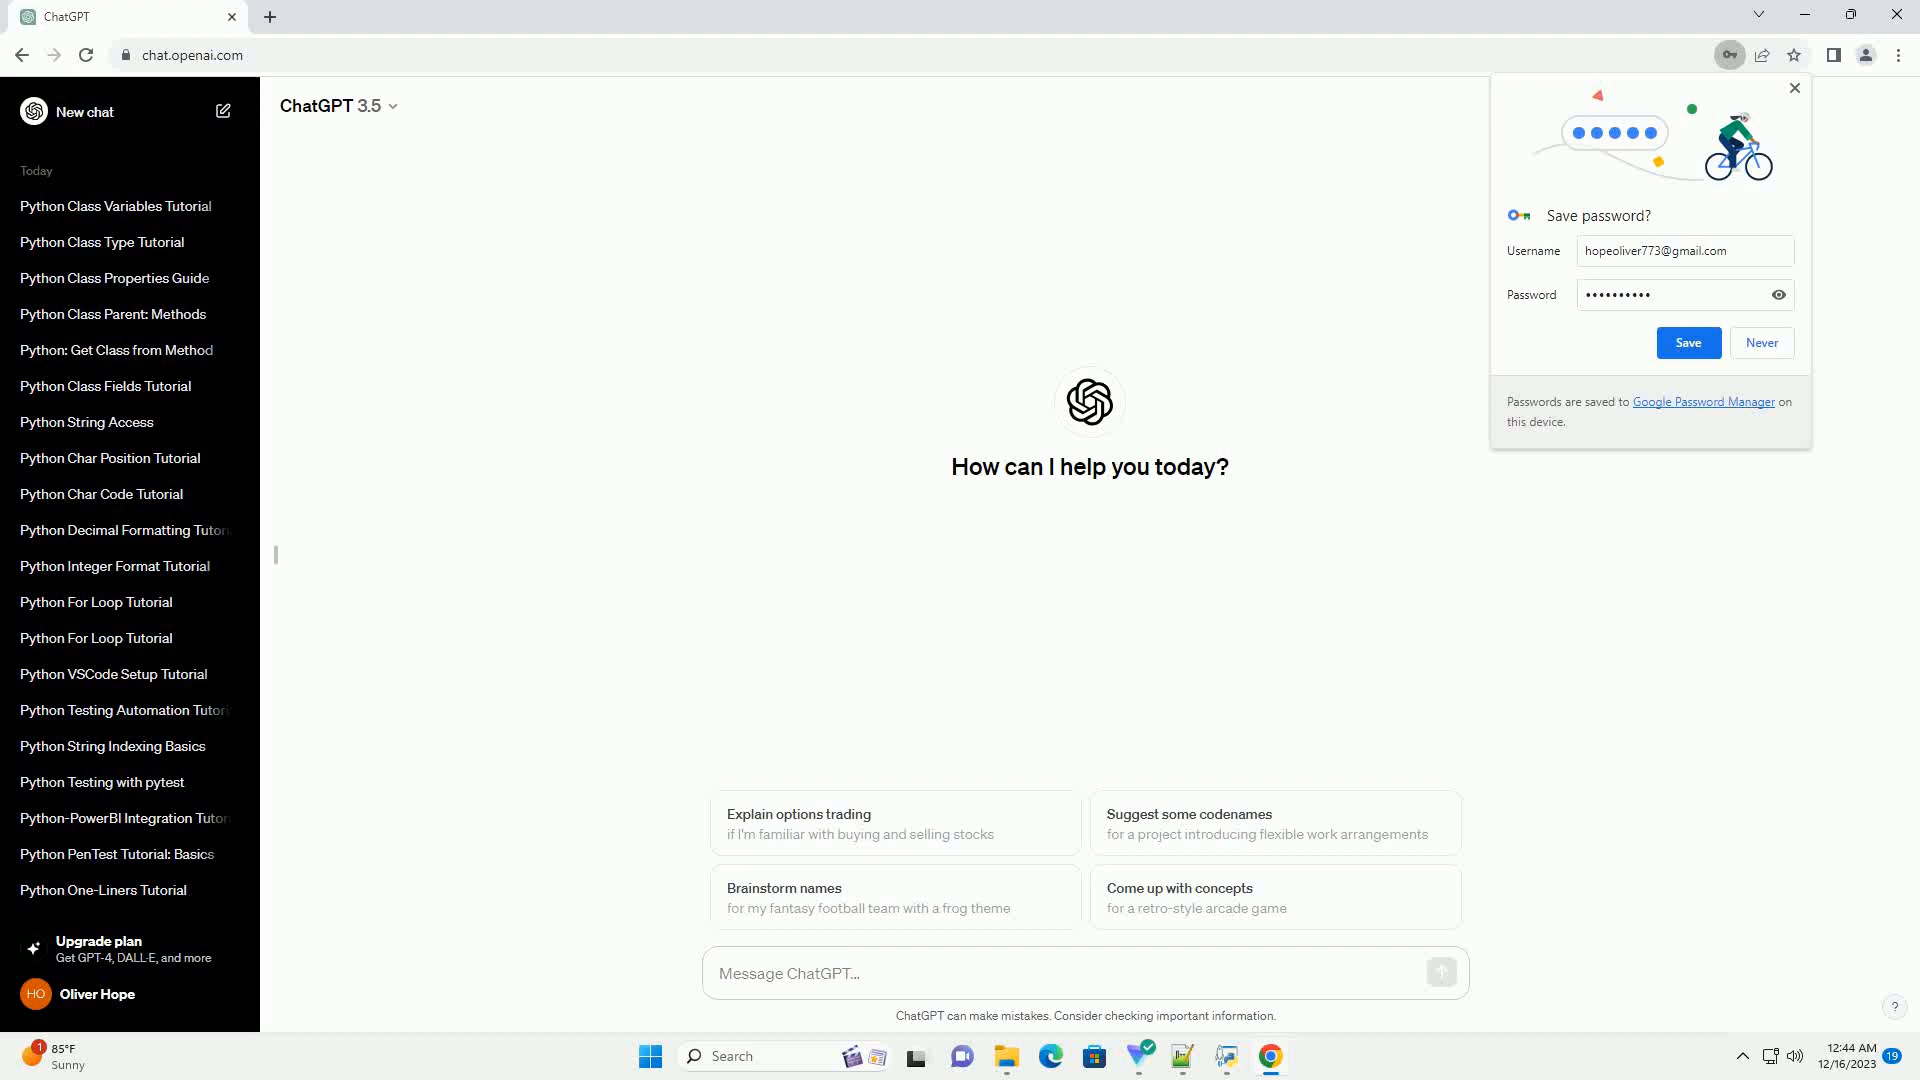 ChatGPT
chat.openai.com
New chat
Today
Python Class Variables Tutorial
Python Class Type Tutorial
Python Class Properties Guide
Python Class Parent: Methods
Python: Get Class from Method
Python Class Fields Tutorial
Python String Access
Python Char Position Tutorial
Python Char Code Tutorial
Python Decimal Formatting Tutori
Python Integer Format Tutorial
Python For Loop Tutorial
Python For Loop Tutorial
Python VSCode Setup Tutorial
Python Testing Automation Tutori
Python String Indexing Basics
Python Testing with pytest
Python-PowerBI Integration Tutori
Python PenTest Tutorial: Basics
Python One-Liners Tutorial
Upgrade plan
Get GPT-4, DALL·E, and more
HO Oliver Hope
ChatGPT 3.5
How can I help you today?
Explain options trading
if I'm familiar with buying and selling stocks
Suggest some codenames
for a project introducing flexible work arrangements
Brainstorm names
for my fantasy football team with a frog theme
Come up with concepts
for a retro-style arcade game
Message ChatGPT...
ChatGPT can make mistakes. Consider checking important information.
?
Save password?
Username hopeoliver773@gmail.com
Password ••••••••••
Save Never
Passwords are saved to Google Password Manager on
this device.
1
85°F
Sunny
Search
12:44 AM
12/16/2023
19